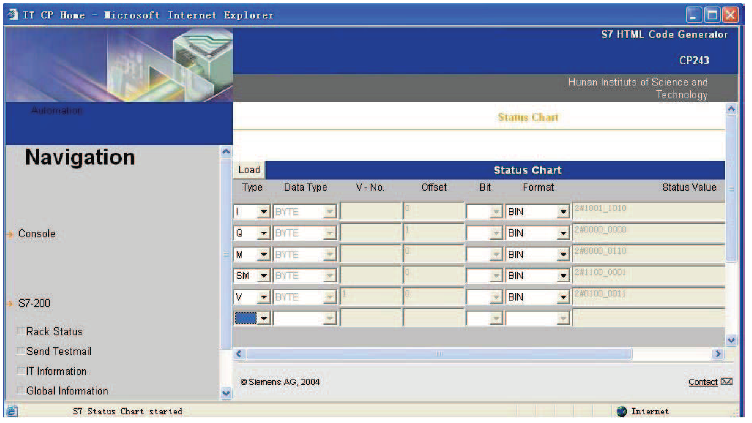 IT CP Home - Microsoft Internet Explorer
S7 HTML Code Generator
CP243
Hunan Institute of Science and
Technology
Automation
Status Chart
Navigation
Load Status Chart
Type Data Type V - No. Offset Bit Format Status Value
I BYTE 0 BIN 2#1001_1010
Q BYTE 1 BIN 2#0000_0000
M BYTE 0 BIN 2#0000_0110
SM BYTE 0 BIN 2#1100_0001
V BYTE 1 0 BIN 2#0100_0011
Console
S7-200
Rack Status
Send Testmail
IT Information
Global Information
© Siemens AG, 2004 Contact
S7 Status Chart started Internet